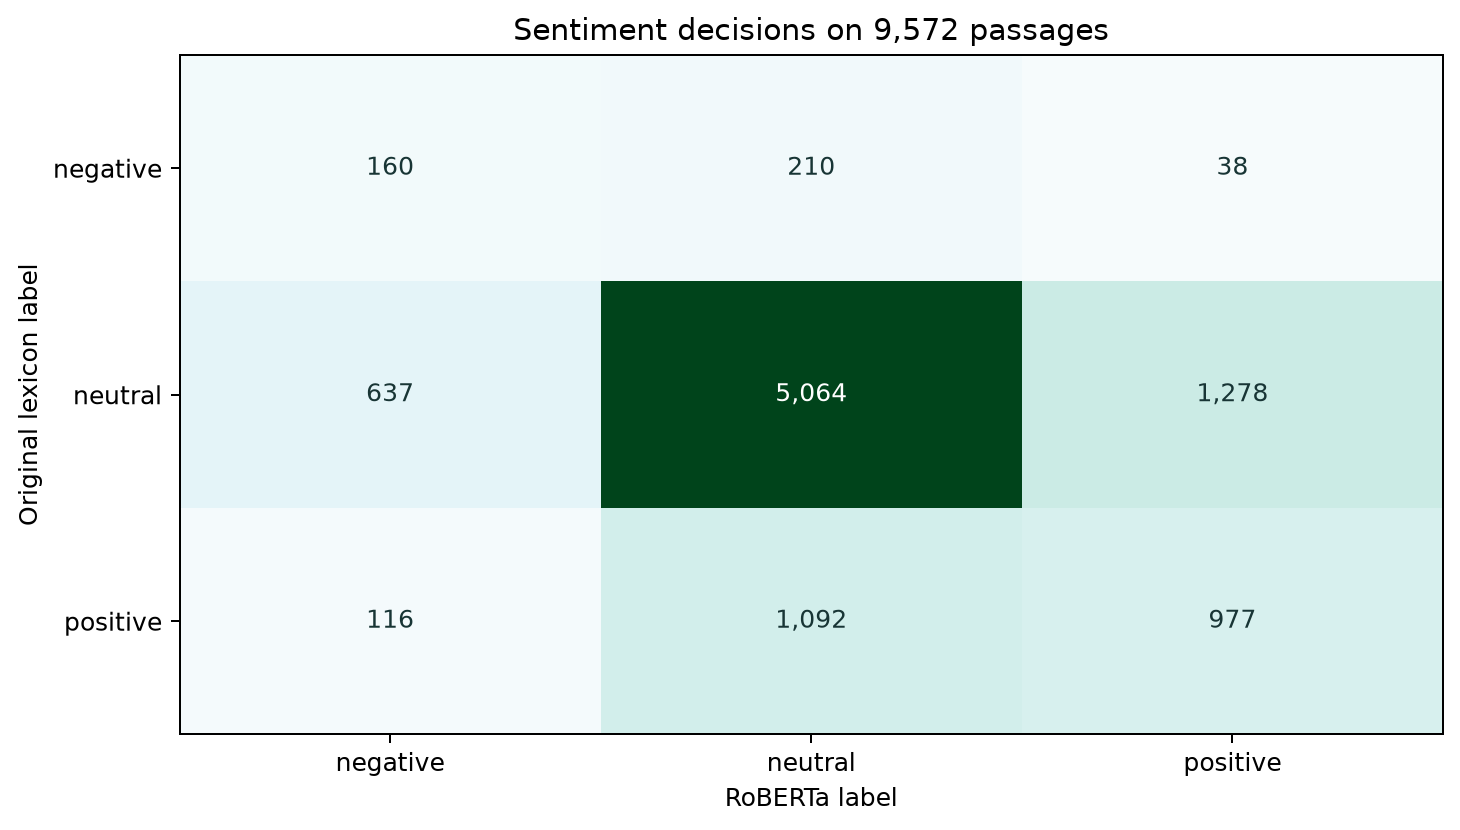 Sentiment decisions on 9,572 passages
Original lexicon label
negative 160 210 38
neutral 637 5,064 1,278
positive 116 1,092 977
negative neutral positive
RoBERTa label